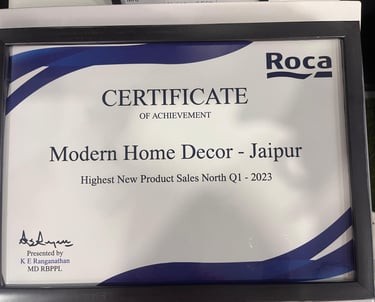 Roca
CERTIFICATE
OF ACHIEVEMENT
Modern Home Decor - Jaipur
Highest New Product Sales North Q1 - 2023
Presented by
K E Ranganathan
MD RBPPL